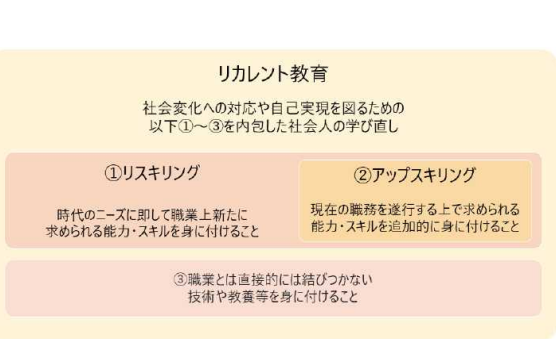 リカレント教育
社会変化への対応や自己実現を図るための
以下①～③を内包した社会人の学び直し
①リスキリング
時代のニーズに即して職業上新たに
求められる能力・スキルを身に付けること
②アップスキリング
現在の職務を遂行する上で求められる
能力・スキルを追加的に身に付けること
③職業とは直接的には結びつかない
技術や教養等を身に付けること